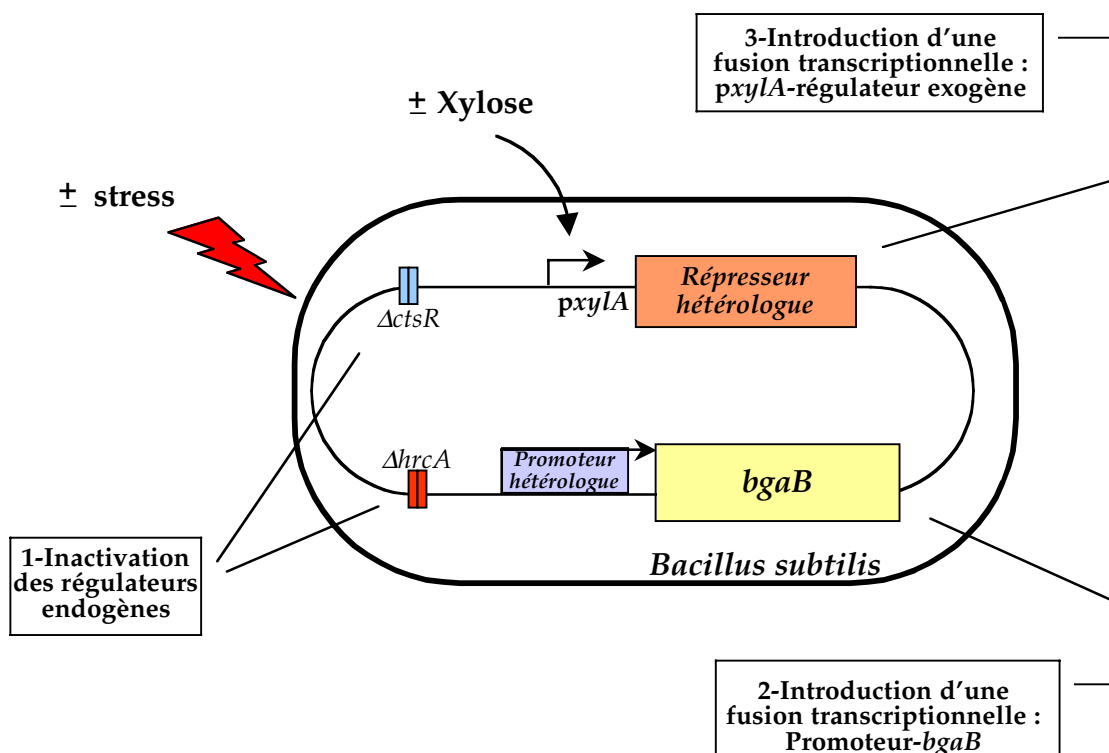 3-Introduction d’une
fusion transcriptionnelle :
pxylA-régulateur exogène
± Xylose
± stress
ΔctsR
pxylA
Répresseur
hétérologue
ΔhrcA
Promoteur
hétérologue
bgaB
1-Inactivation
des régulateurs
endogènes
Bacillus subtilis
2-Introduction d’une
fusion transcriptionnelle :
Promoteur-bgaB